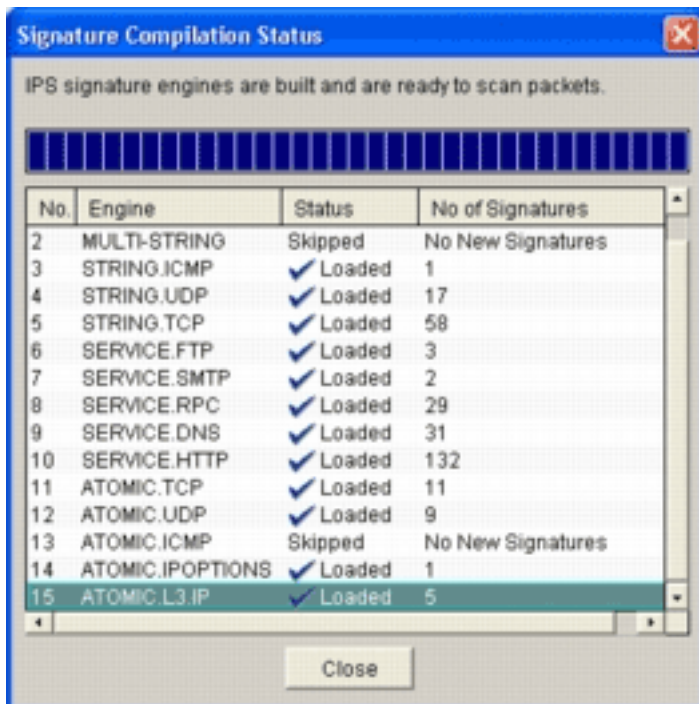 Signature Compilation Status
IPS signature engines are built and are ready to scan packets.
No. Engine Status No of Signatures
2 MULTI-STRING Skipped No New Signatures
3 STRING.ICMP Loaded 1
4 STRING.UDP Loaded 17
5 STRING.TCP Loaded 58
6 SERVICE.FTP Loaded 3
7 SERVICE.SMTP Loaded 2
8 SERVICE.RPC Loaded 29
9 SERVICE.DNS Loaded 31
10 SERVICE.HTTP Loaded 132
11 ATOMIC.TCP Loaded 11
12 ATOMIC.UDP Loaded 9
13 ATOMIC.ICMP Skipped No New Signatures
14 ATOMIC.IPOPTIONS Loaded 1
15 ATOMIC.L3.IP Loaded 5
Close